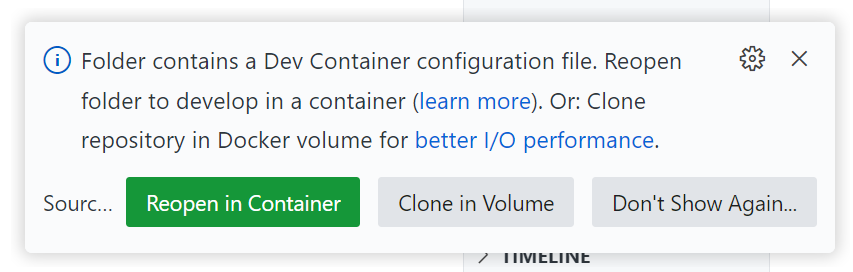 Folder contains a Dev Container configuration file. Reopen
folder to develop in a container (learn more). Or: Clone
repository in Docker volume for better I/O performance.
Sourc... Reopen in Container Clone in Volume Don't Show Again...
TIMELINE